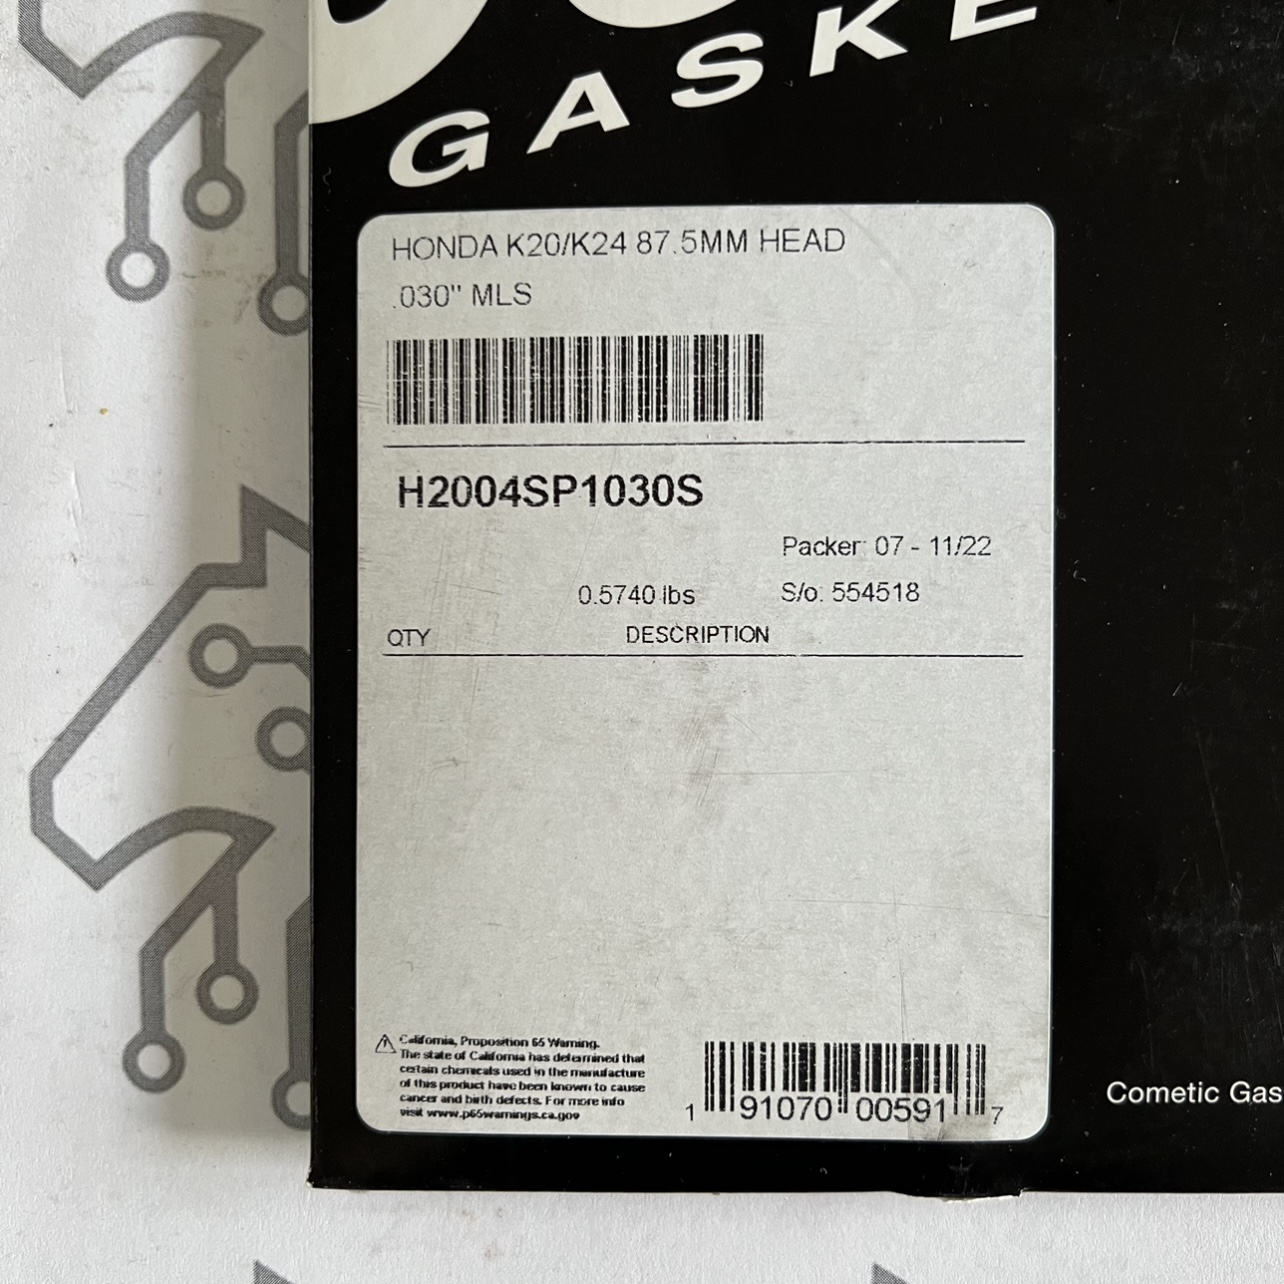 GASKE
HONDA K20/K24 87.5MM HEAD
.030" MLS
H2004SP1030S
Packer: 07 - 11/22
0.5740 lbs S/o: 554518
QTY DESCRIPTION
California, Proposition 65 Warning.
The state of California has determined that
certain chemicals used in the manufacture
of this product have been known to cause
cancer and birth defects. For more info
visit www.p65warnings.ca.gov
1 91070 00591 7
Cometic Gas